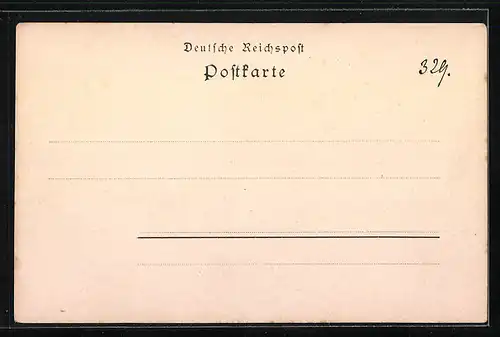 Deutſche Reichspoſt
Poſtkarte
329.